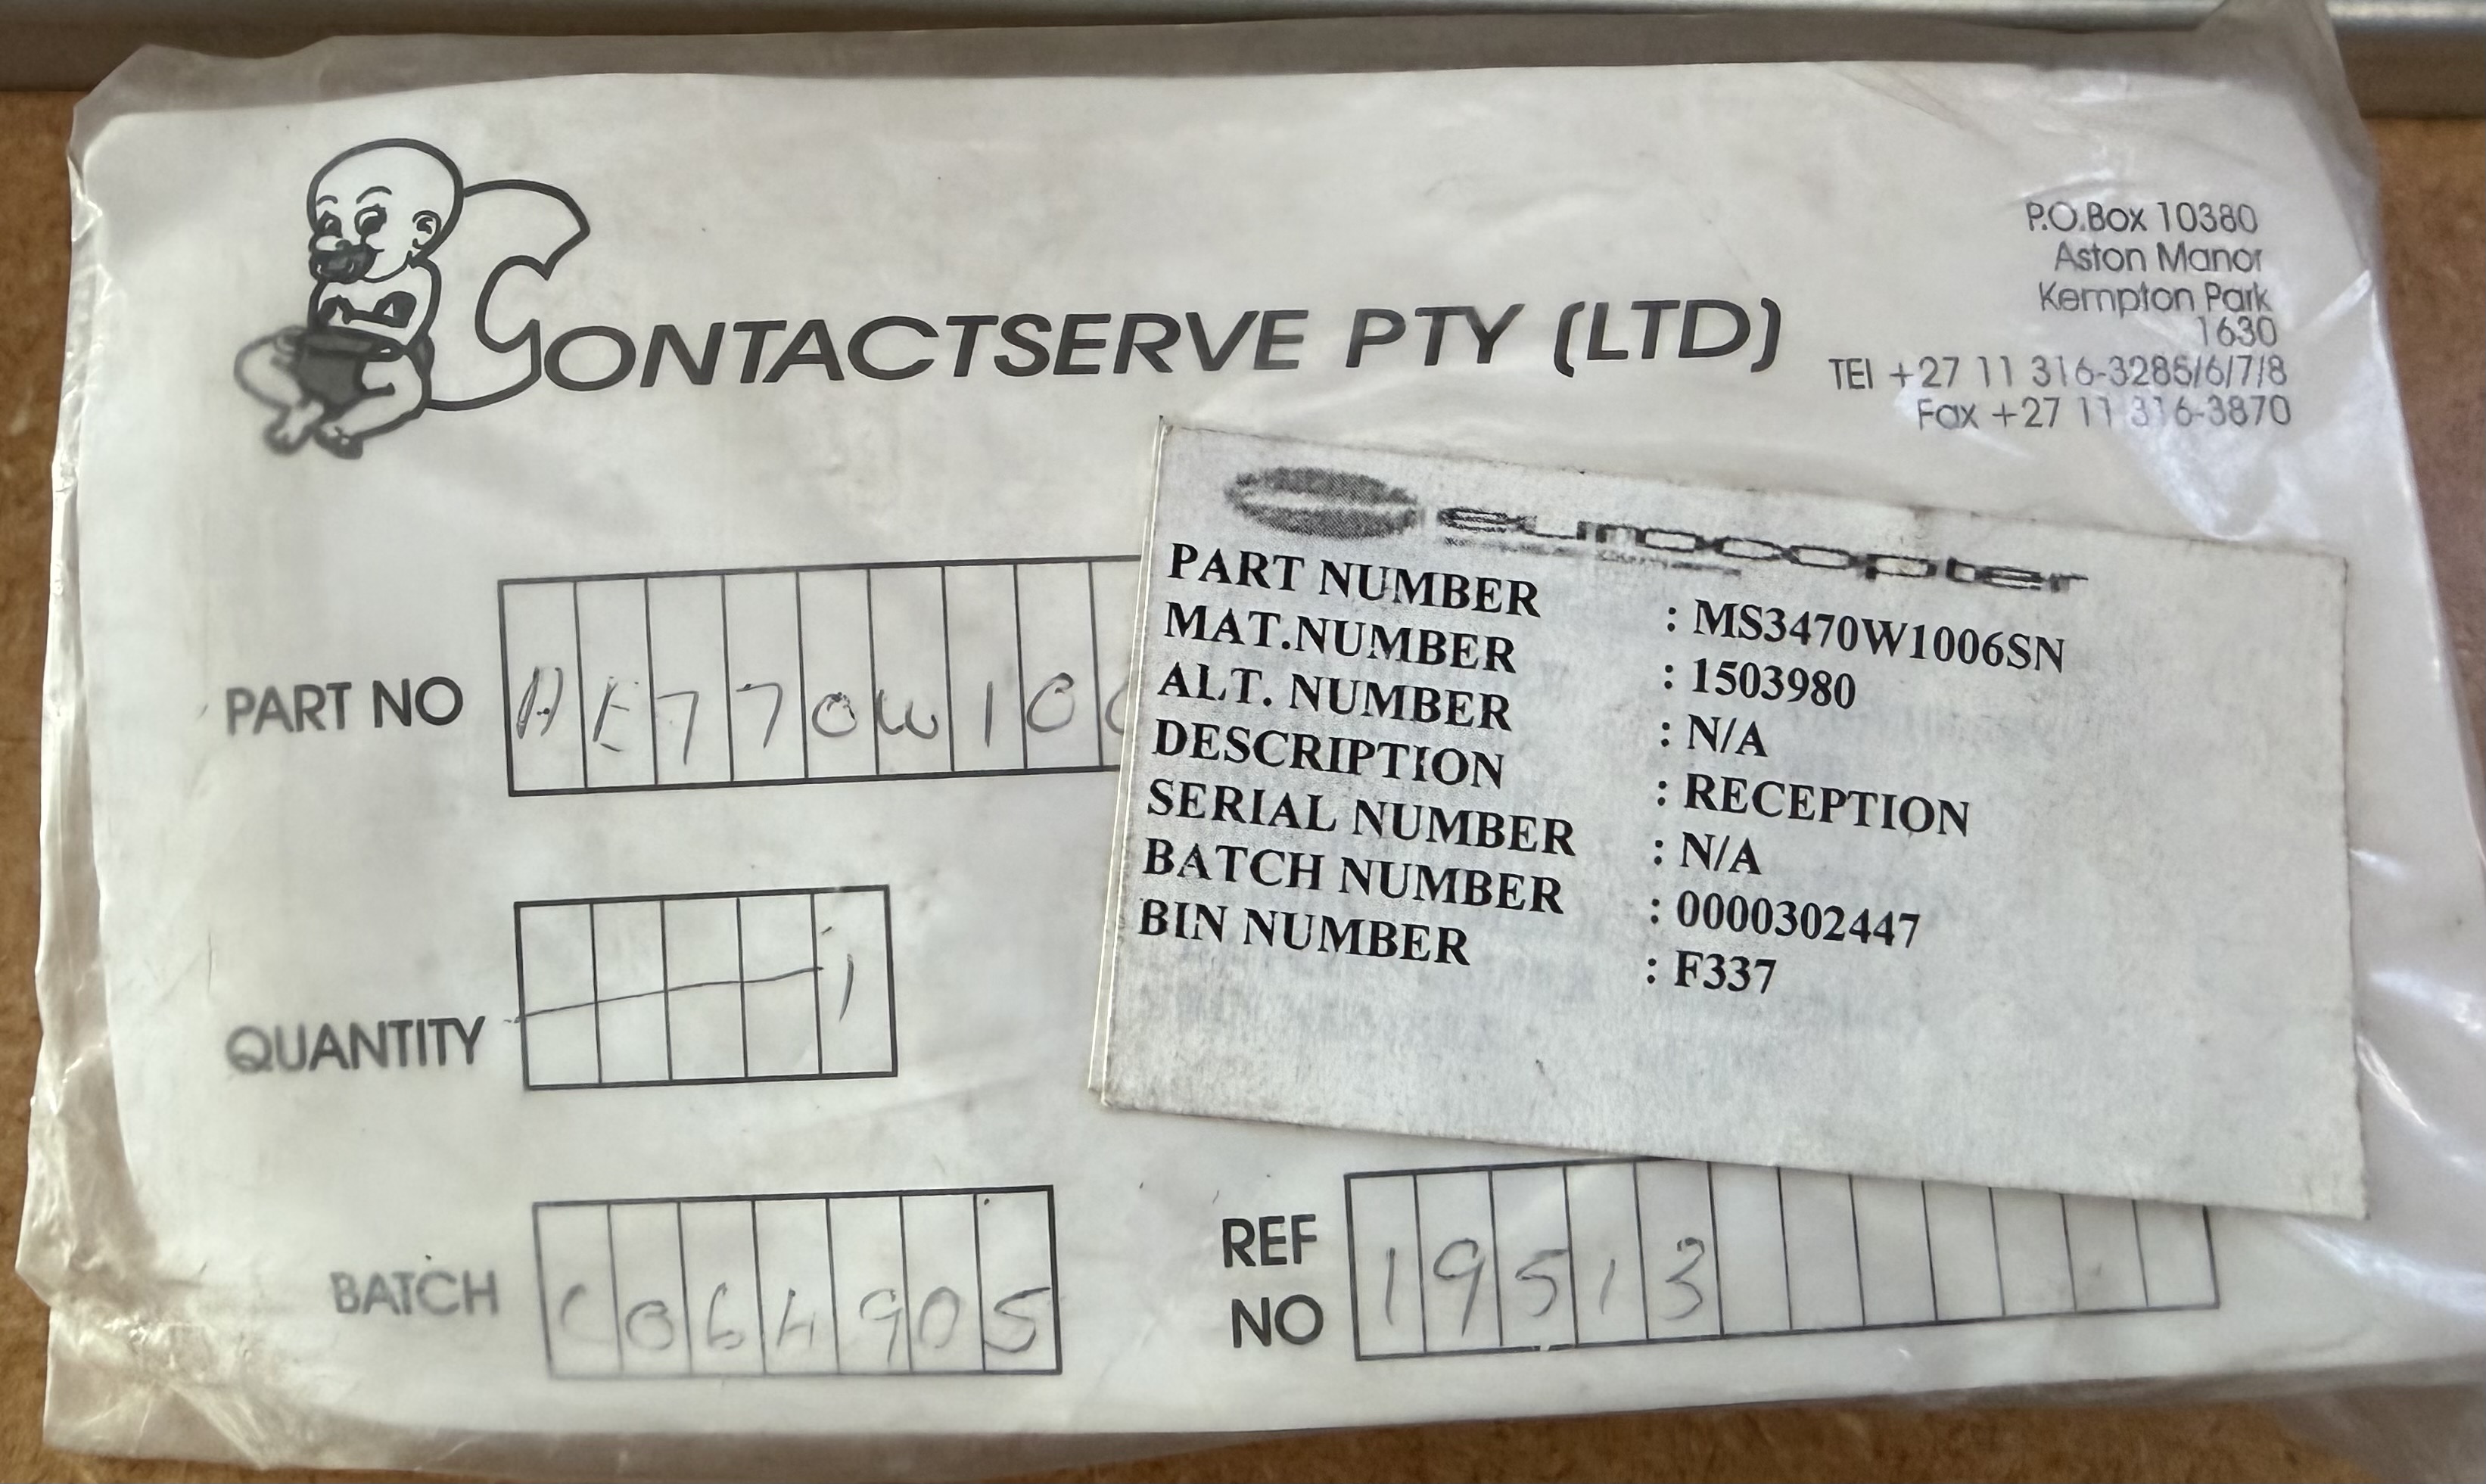 CONTACTSERVE PTY (LTD)
P.O.Box 10380
Aston Manor
Kempton Park
1630
TEl +27 11 316-3285/6/7/8
Fax +27 11 316-3870
eurocopter
PART NUMBER : MS3470W1006SN
MAT.NUMBER : 1503980
ALT. NUMBER : N/A
DESCRIPTION : RECEPTION
SERIAL NUMBER : N/A
BATCH NUMBER : 0000302447
BIN NUMBER : F337
PART NO HE770W10
QUANTITY 1
BATCH C064905
REF NO 19513